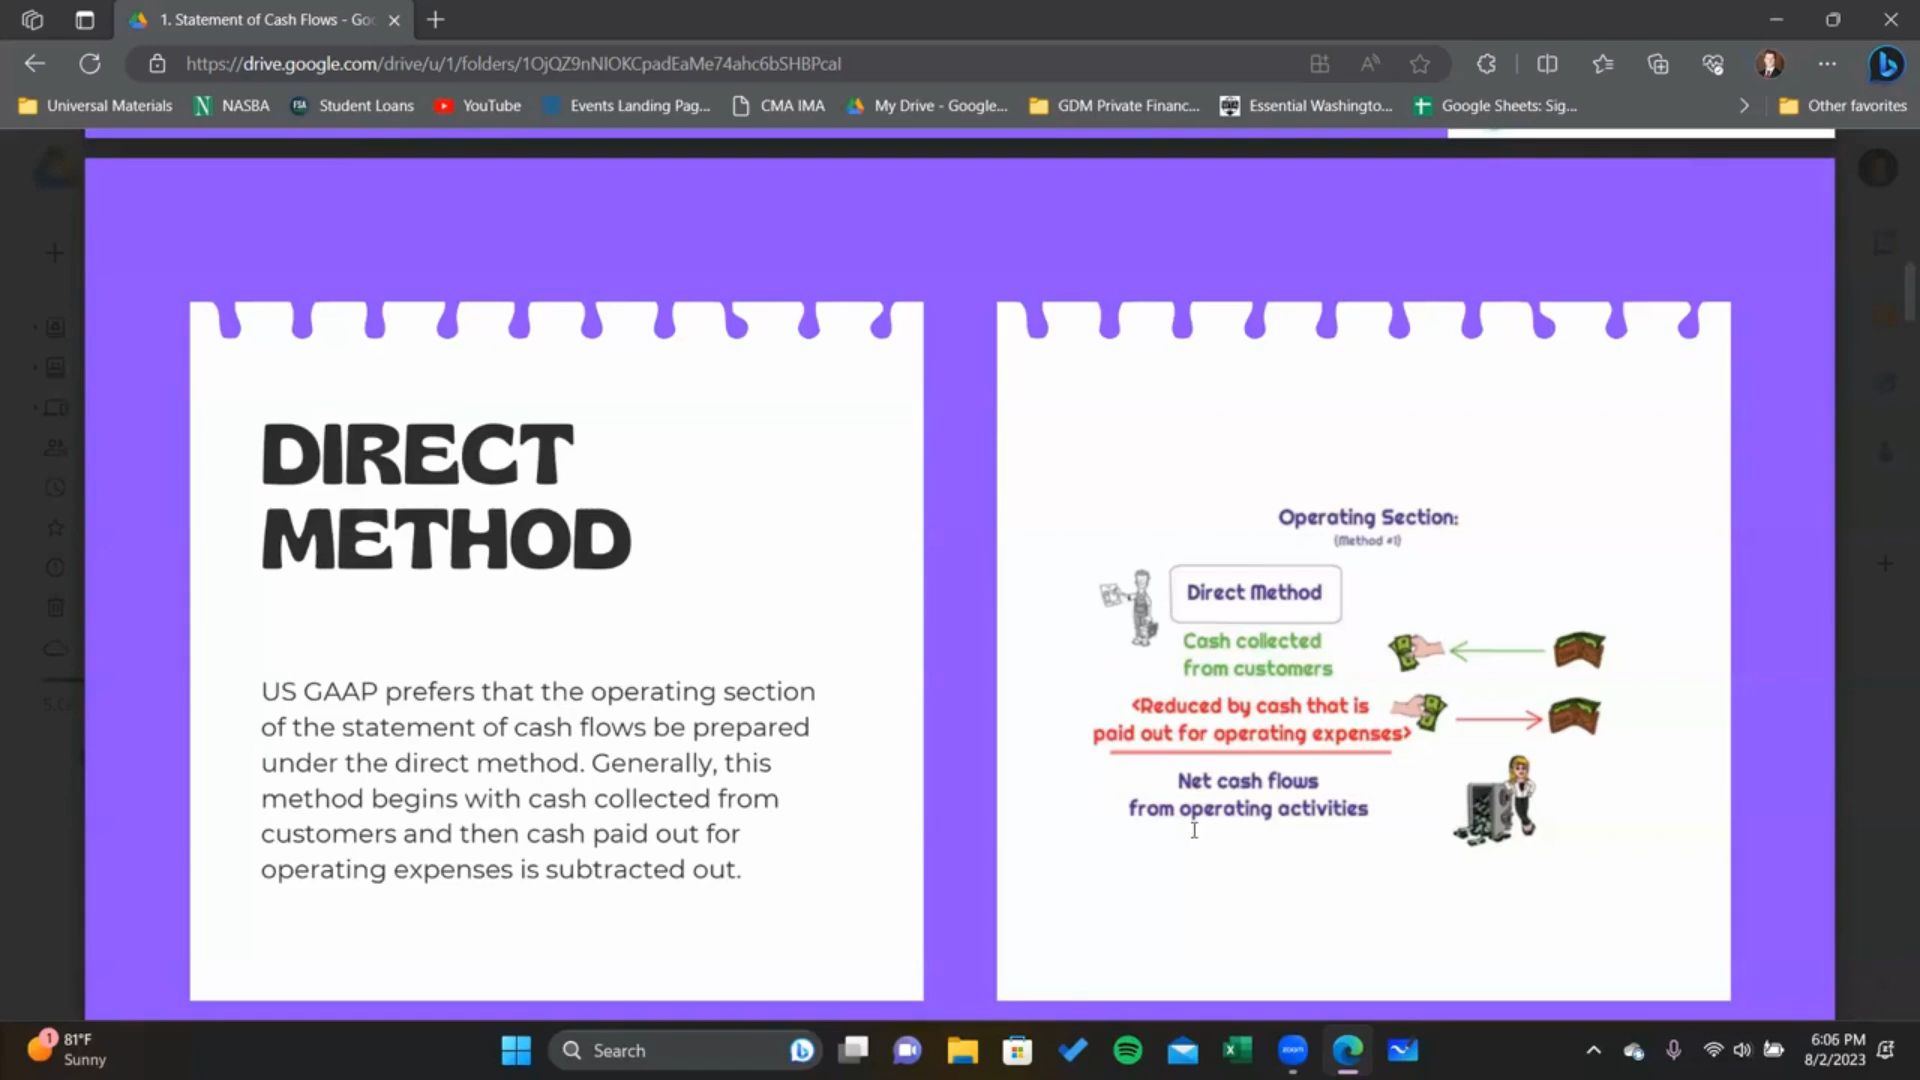 1. Statement of Cash Flows - Goo
https://drive.google.com/drive/u/1/folders/1OjQZ9nNlOKCpadEaMe74ahc6bSHBPcaI
Universal Materials
NASBA
FSA
Student Loans
YouTube
Events Landing Pag...
CMA IMA
My Drive - Google...
GDM Private Financ...
Essential Washingto...
Google Sheets: Sig...
Other favorites
DIRECT
METHOD
US GAAP prefers that the operating section
of the statement of cash flows be prepared
under the direct method. Generally, this
method begins with cash collected from
customers and then cash paid out for
operating expenses is subtracted out.
Operating Section:
(Method #1)
Direct Method
Cash collected
from customers
<Reduced by cash that is
paid out for operating expenses>
Net cash flows
from operating activities
1
81°F
Sunny
Search
zoom
6:06 PM
8/2/2023